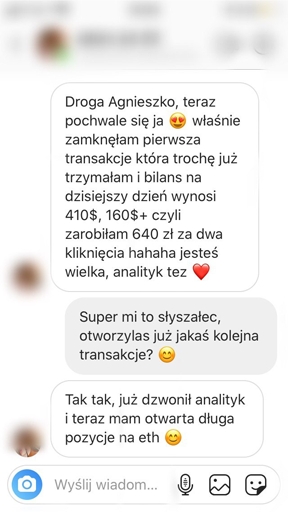 Droga Agnieszko, teraz
pochwale się ja 😍 właśnie
zamknęłam pierwsza
transakcje która trochę już
trzymałam i bilans na
dzisiejszy dzień wynosi
410$, 160$+ czyli
zarobiłam 640 zł za dwa
kliknięcia hahaha jesteś
wielka, analityk tez ❤️
Super mi to słyszałec,
otworzylas już jakaś kolejna
transakcje? 😊
Tak tak, już dzwonił analityk
i teraz mam otwarta długa
pozycje na eth 😊
Wyślij wiadom...